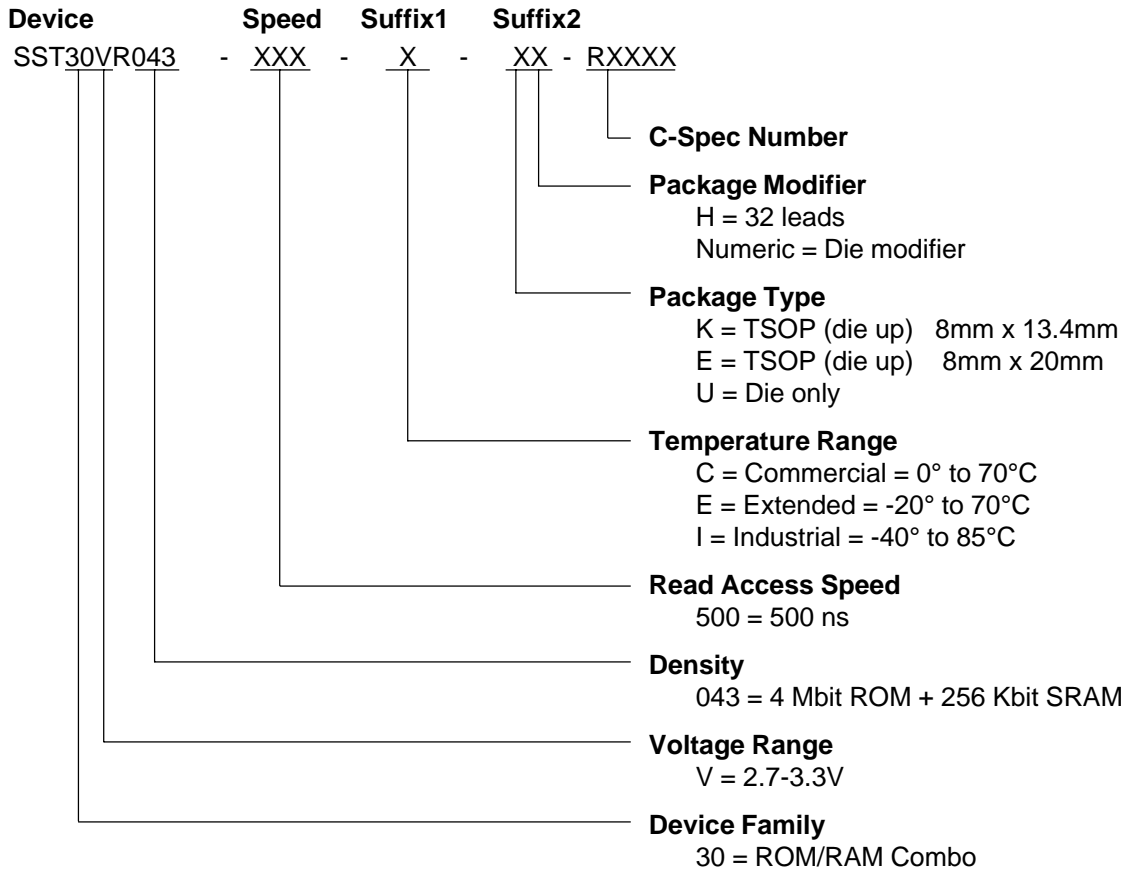 Device Speed Suffix1 Suffix2
SST30VR043 - XXX - X - XX - RXXXX
C-Spec Number
Package Modifier
H = 32 leads
Numeric = Die modifier
Package Type
K = TSOP (die up) 8mm x 13.4mm
E = TSOP (die up) 8mm x 20mm
U = Die only
Temperature Range
C = Commercial = 0° to 70°C
E = Extended = -20° to 70°C
I = Industrial = -40° to 85°C
Read Access Speed
500 = 500 ns
Density
043 = 4 Mbit ROM + 256 Kbit SRAM
Voltage Range
V = 2.7-3.3V
Device Family
30 = ROM/RAM Combo